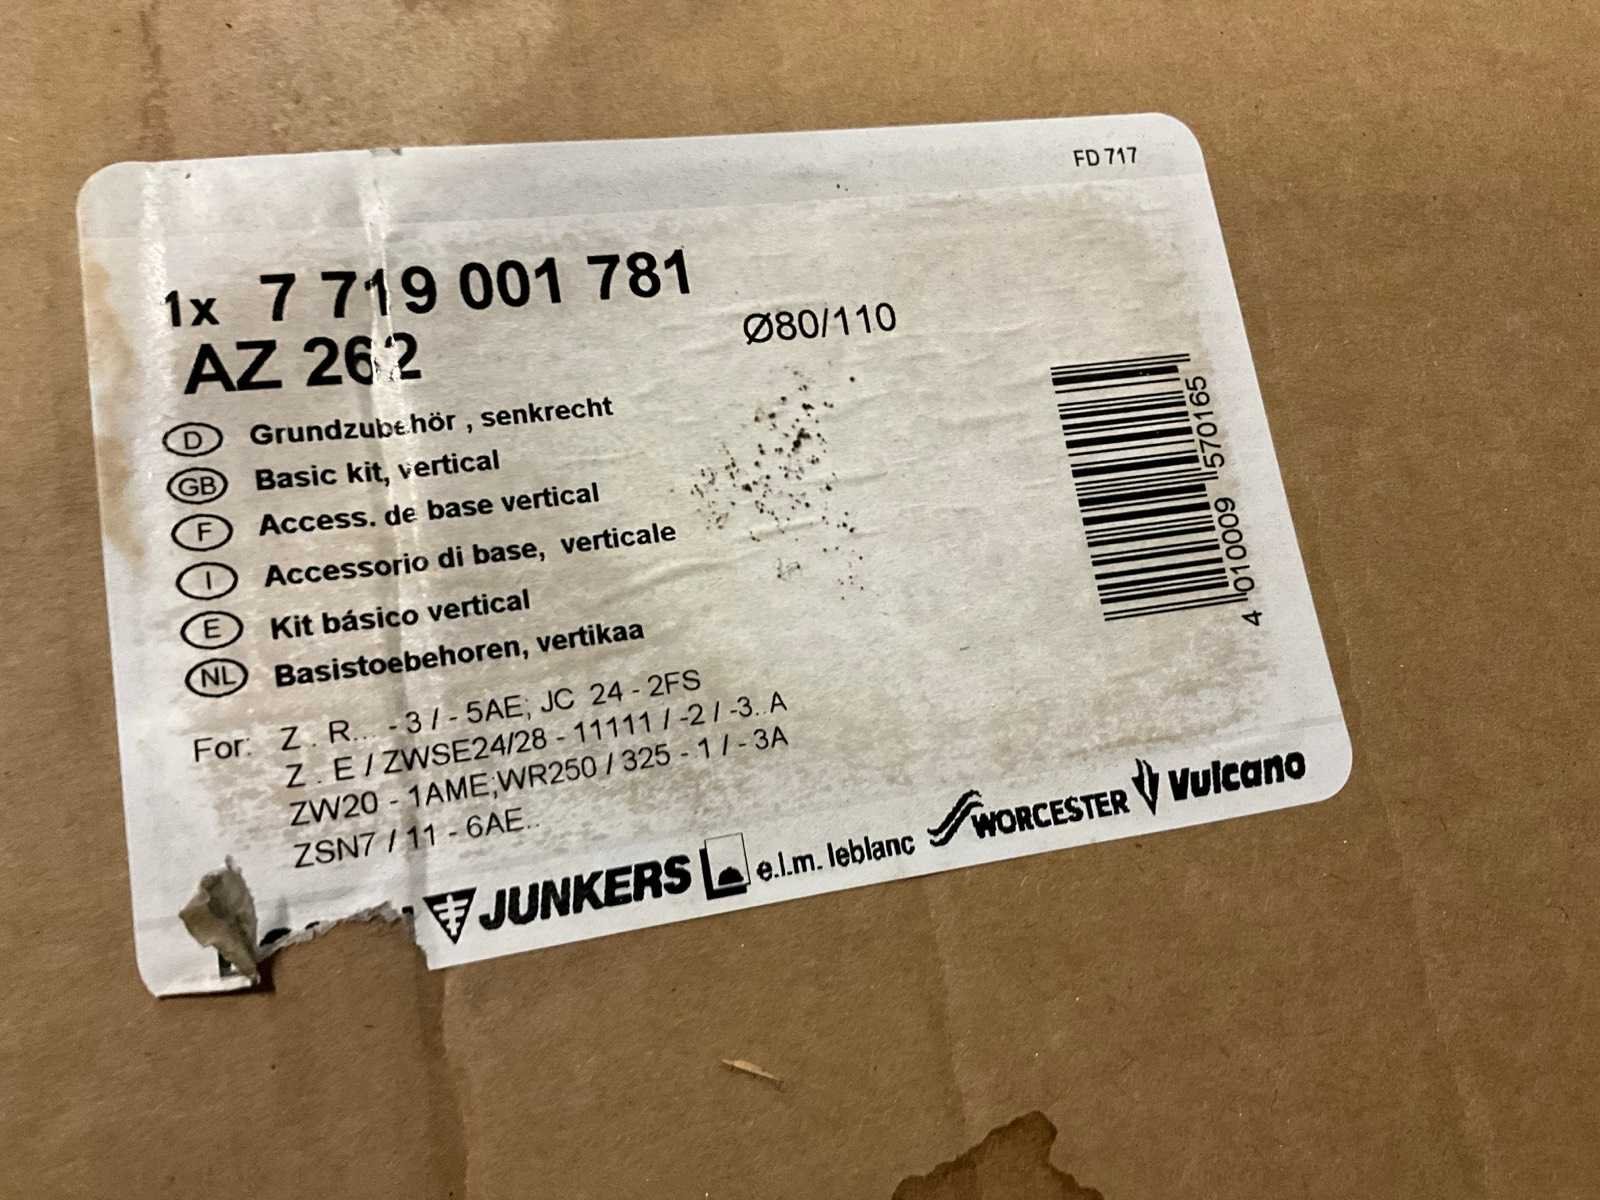 FD 717
1x 7 719 001 781
AZ 262
Ø80/110
D Grundzubehör , senkrecht
GB Basic kit, vertical
F Access. de base vertical
I Accessorio di base, verticale
E Kit básico vertical
NL Basistoebehoren, vertikaa
For: Z . R... - 3 / - 5AE; JC 24 - 2FS
Z . E / ZWSE24/28 - 11111 / -2 / -3. A
ZW20 - 1AME;WR250 / 325 - 1 / - 3A
ZSN7 / 11 - 6AE..
4 010009 570165
JUNKERS e.l.m. leblanc WORCESTER Vulcano